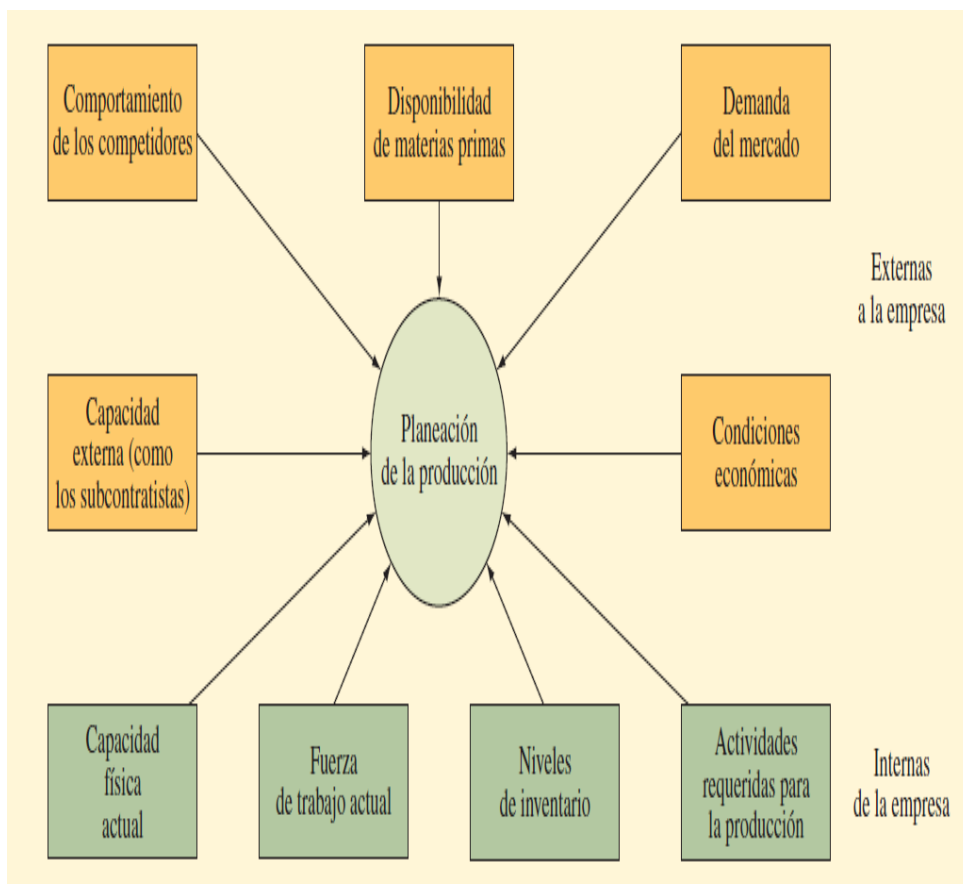 Comportamiento
de los competidores
Disponibilidad
de materias primas
Demanda
del mercado
Externas
a la empresa
Capacidad
externa (como
los subcontratistas)
Planeación
de la producción
Condiciones
económicas
Capacidad
física
actual
Fuerza
de trabajo actual
Niveles
de inventario
Actividades
requeridas para
la producción
Internas
de la empresa